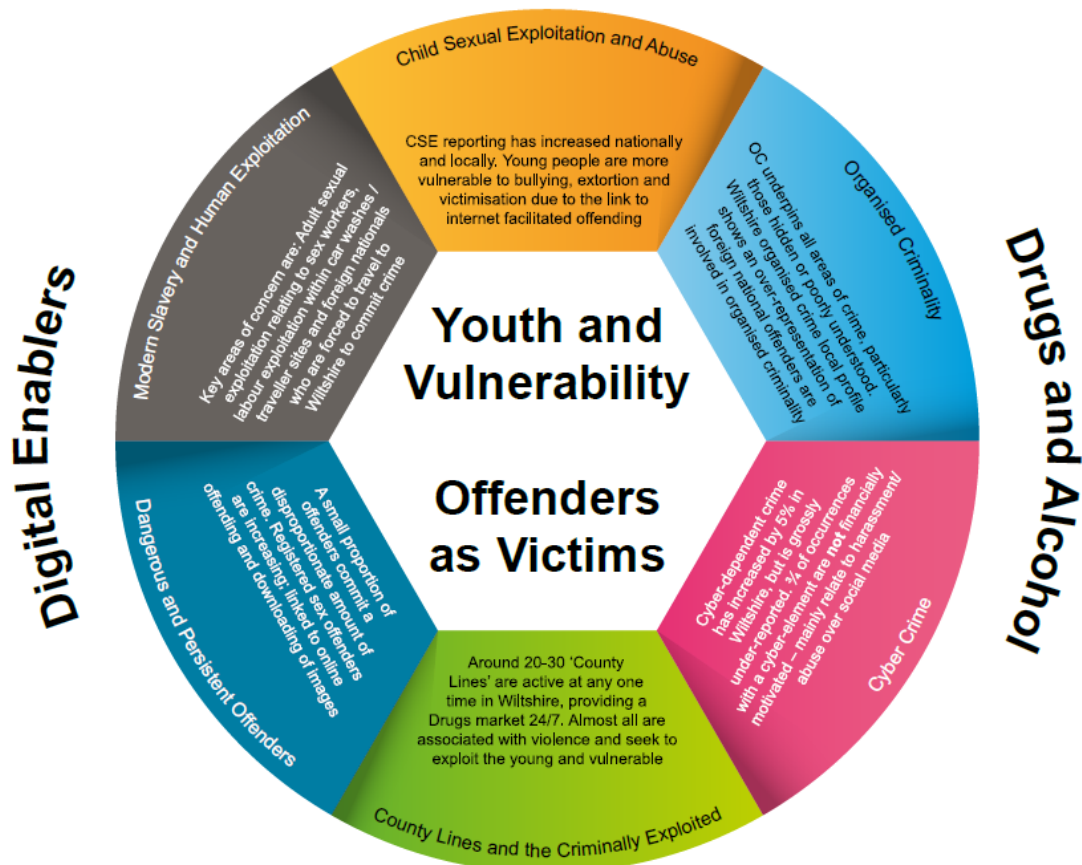 Child Sexual Exploitation and Abuse
CSE reporting has increased nationally
and locally. Young people are more
vulnerable to bullying, extortion and
victimisation due to the link to
internet facilitated offending
Organised Criminality
OC underpins all areas of crime, particularly
those hidden or poorly understood.
Wiltshire organised crime local profile
shows an over-representation of
foreign national offenders are
involved in organised criminality
Cyber Crime
Cyber-dependent crime
has increased by 5% in
Wiltshire, but is grossly
under-reported. ¾ of occurrences
with a cyber-element are not financially
motivated – mainly relate to harassment/
abuse over social media
County Lines and the Criminally Exploited
Around 20-30 ‘County
Lines’ are active at any one
time in Wiltshire, providing a
Drugs market 24/7. Almost all are
associated with violence and seek to
exploit the young and vulnerable
Dangerous and Persistent Offenders
A small proportion of
offenders commit a
disproportionate amount of
crime. Registered sex offenders
are increasing; linked to online
offending and downloading of images
Modern Slavery and Human Exploitation
Key areas of concern are: Adult sexual
exploitation relating to sex workers,
labour exploitation within car washes /
traveller sites and foreign nationals
who are forced to travel to
Wiltshire to commit crime
Youth and
Vulnerability
Offenders
as Victims
Digital Enablers
Drugs and Alcohol